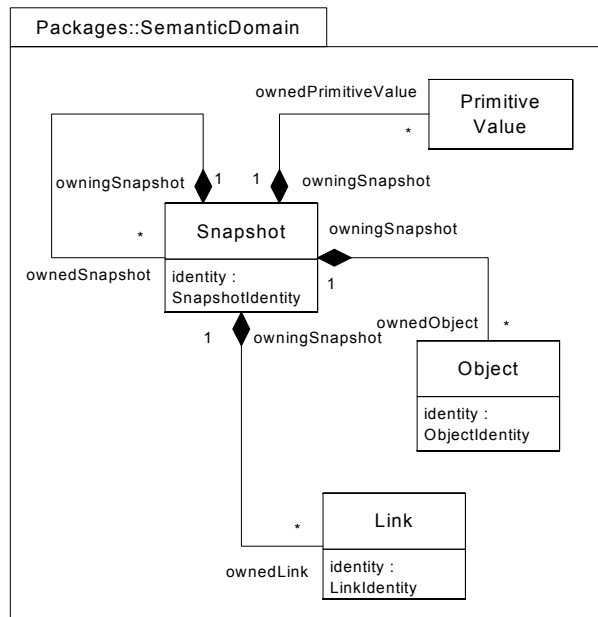 Packages::SemanticDomain
ownedPrimitiveValue
*
Primitive
Value
owningSnapshot
1
1
owningSnapshot
*
ownedSnapshot
Snapshot
identity :
SnapshotIdentity
owningSnapshot
1
ownedObject
*
1
owningSnapshot
Object
identity :
ObjectIdentity
*
ownedLink
Link
identity :
LinkIdentity